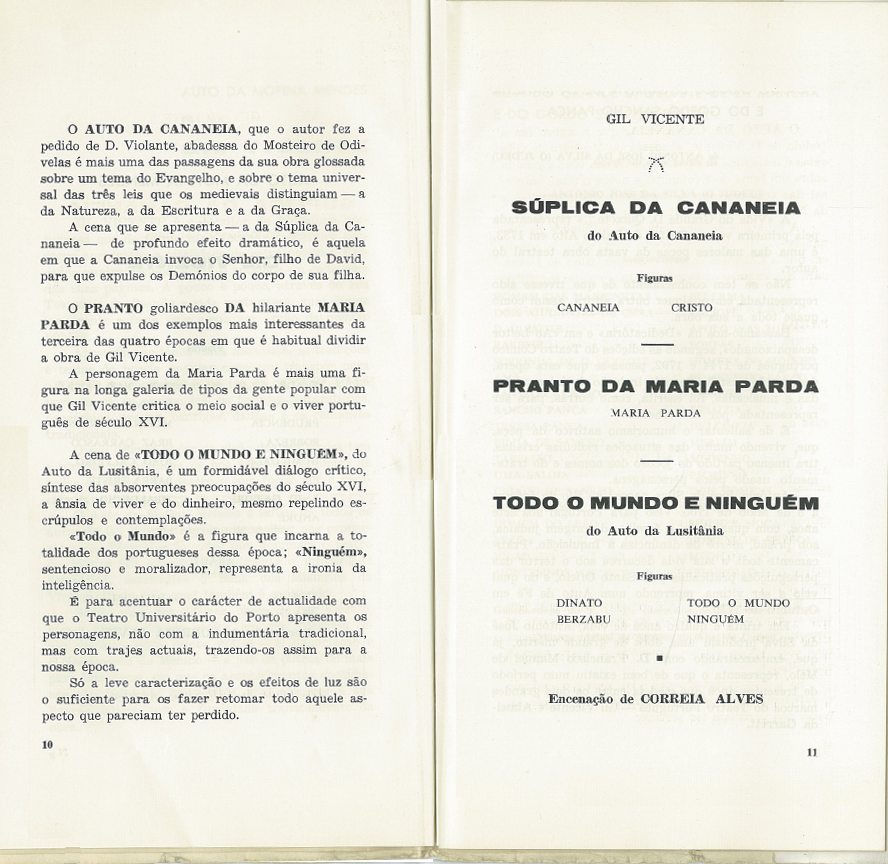 O AUTO DA CANANEIA, que o autor fez a
pedido de D. Violante, abadessa do Mosteiro de Odi-
velas é mais uma das passagens da sua obra glossada
sobre um tema do Evangelho, e sobre o tema univer-
sal das três leis que os medievais distinguiam — a
da Natureza, a da Escritura e a da Graça.
A cena que se apresenta — a da Súplica da Ca-
naneia — de profundo efeito dramático, é aquela
em que a Cananeia invoca o Senhor, filho de David,
para que expulse os Demónios do corpo de sua filha.
O PRANTO goliardesco DA hilariante MARIA
PARDA é um dos exemplos mais interessantes da
terceira das quatro épocas em que é habitual dividir
a obra de Gil Vicente.
A personagem da Maria Parda é mais uma fi-
gura na longa galeria de tipos da gente popular com
que Gil Vicente critica o meio social e o viver portu-
guês de século XVI.
A cena de «TODO O MUNDO E NINGUÉM», do
Auto da Lusitânia, é um formidável diálogo crítico,
síntese das absorventes preocupações do século XVI,
a ânsia de viver e do dinheiro, mesmo repelindo es-
crúpulos e contemplações.
«Todo o Mundo» é a figura que incarna a to-
talidade dos portugueses dessa época; «Ninguém»,
sentencioso e moralizador, representa a ironia da
inteligência.
É para acentuar o carácter de actualidade com
que o Teatro Universitário do Porto apresenta os
personagens, não com a indumentária tradicional,
mas com trajes actuais, trazendo-os assim para a
nossa época.
Só a leve caracterização e os efeitos de luz são
o suficiente para os fazer retomar todo aquele as-
pecto que pareciam ter perdido.
10
GIL VICENTE
SÚPLICA DA CANANEIA
do Auto da Cananeia
Figuras
CANANEIA CRISTO
PRANTO DA MARIA PARDA
MARIA PARDA
TODO O MUNDO E NINGUÉM
do Auto da Lusitânia
Figuras
DINATO TODO O MUNDO
BERZABU NINGUÉM
Encenação de CORREIA ALVES
11